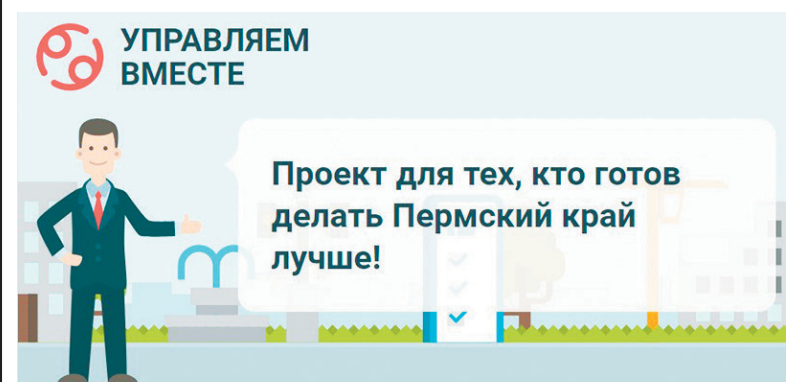 УПРАВЛЯЕМ
ВМЕСТЕ
Проект для тех, кто готов
делать Пермский край
лучше!